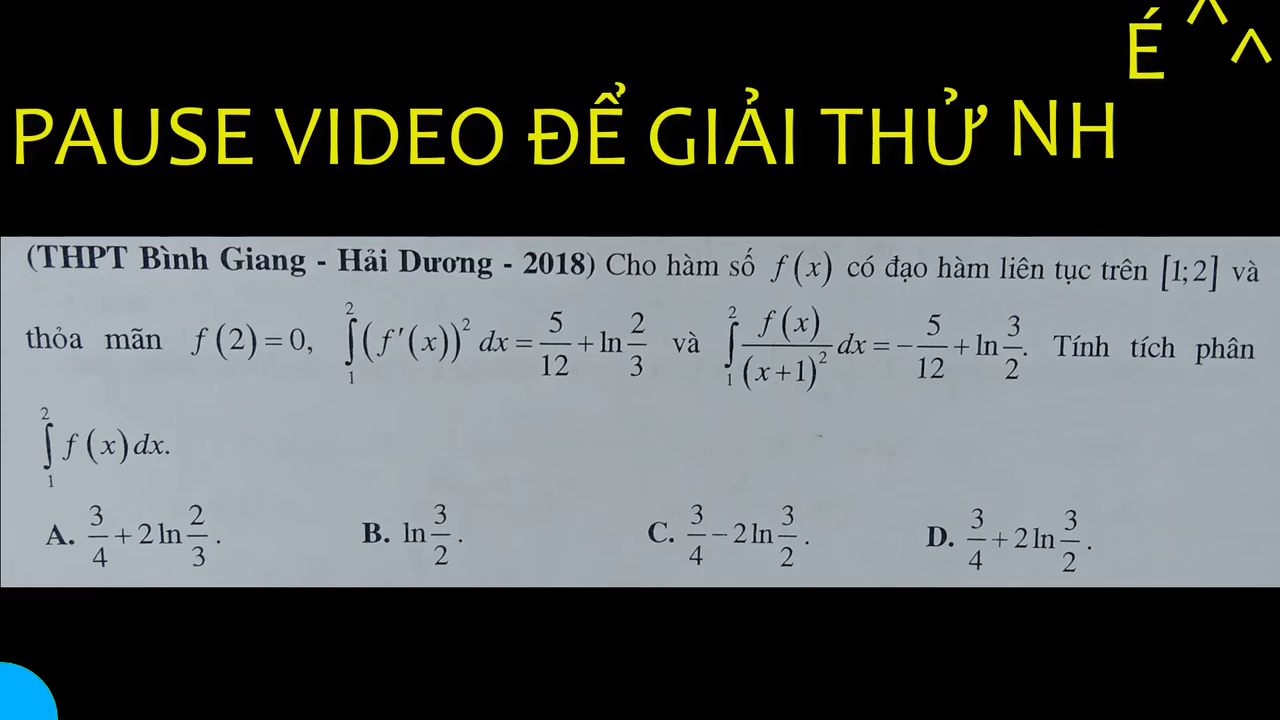 É ^ ^
PAUSE VIDEO ĐỂ GIẢI THỬ NH
(THPT Bình Giang - Hải Dương - 2018) Cho hàm số f(x) có đạo hàm liên tục trên [1;2] và
thỏa mãn f(2)=0, ∫₁² (f'(x))² dx = 5/12 + ln 2/3 và ∫₁² f(x)/(x+1)² dx = -5/12 + ln 3/2. Tính tích phân
∫₁² f(x)dx.
A. 3/4 + 2ln 2/3. B. ln 3/2. C. 3/4 - 2ln 3/2. D. 3/4 + 2ln 3/2.